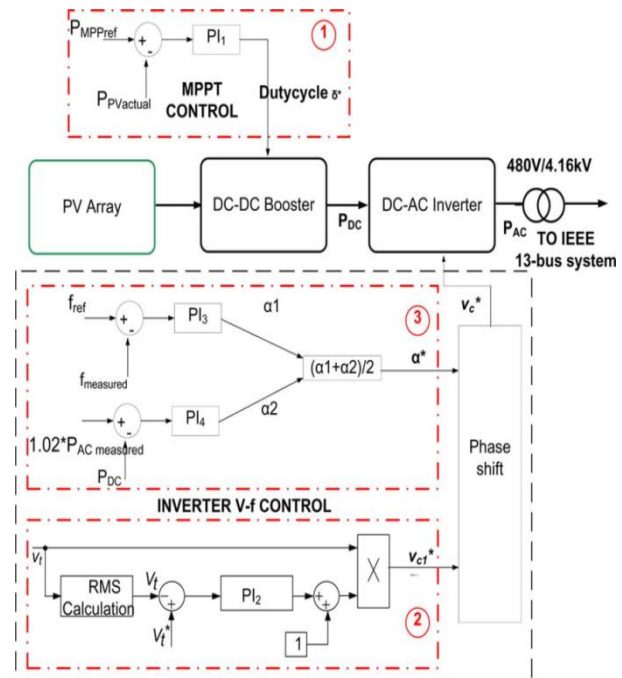 P_MPPref
+
-
PI₁
1
P_PVactual
MPPT
CONTROL
Dutycycle δ*
480V/4.16kV
PV Array
DC-DC Booster
P_DC
DC-AC Inverter
P_AC
TO IEEE
13-bus system
v_c*
f_ref
+
-
PI₃
α1
3
f_measured
(α1+α2)/2
α*
+
-
PI₄
α2
1.02*P_AC measured
P_DC
Phase
shift
INVERTER V-f CONTROL
v_t
X
v_c1*
RMS
Calculation
V_t
-
+
PI₂
+
+
V_t*
1
2